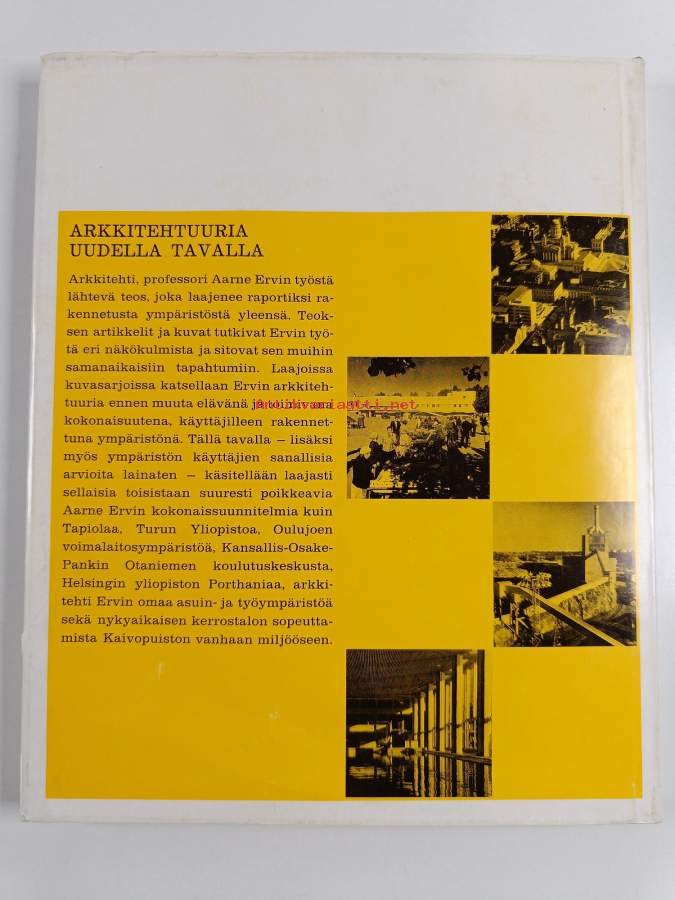 ARKKITEHTUURIA
UUDELLA TAVALLA
Arkkitehti, professori Aarne Ervin työstä
lähtevä teos, joka laajenee raportiksi ra-
kennetusta ympäristöstä yleensä. Teok-
sen artikkelit ja kuvat tutkivat Ervin työ-
tä eri näkökulmista ja sitovat sen muihin
samanaikaisiin tapahtumiin. Laajoissa
kuvasarjoissa katsellaan Ervin arkkiteh-
tuuria ennen muuta elävänä ja toimivana
antikvariaatti.net
kokonaisuutena, käyttäjilleen rakennet-
tuna ympäristönä. Tällä tavalla – lisäksi
myös ympäristön käyttäjien sanallisia
arvioita lainaten – käsitellään laajasti
sellaisia toisistaan suuresti poikkeavia
Aarne Ervin kokonaissuunnitelmia kuin
Tapiolaa, Turun Yliopistoa, Oulujoen
voimalaitosympäristöä, Kansallis-Osake-
Pankin Otaniemen koulutuskeskusta,
Helsingin yliopiston Porthaniaa, arkki-
tehti Ervin omaa asuin- ja työympäristöä
sekä nykyaikaisen kerrostalon sopeutta-
mista Kaivopuiston vanhaan miljööseen.